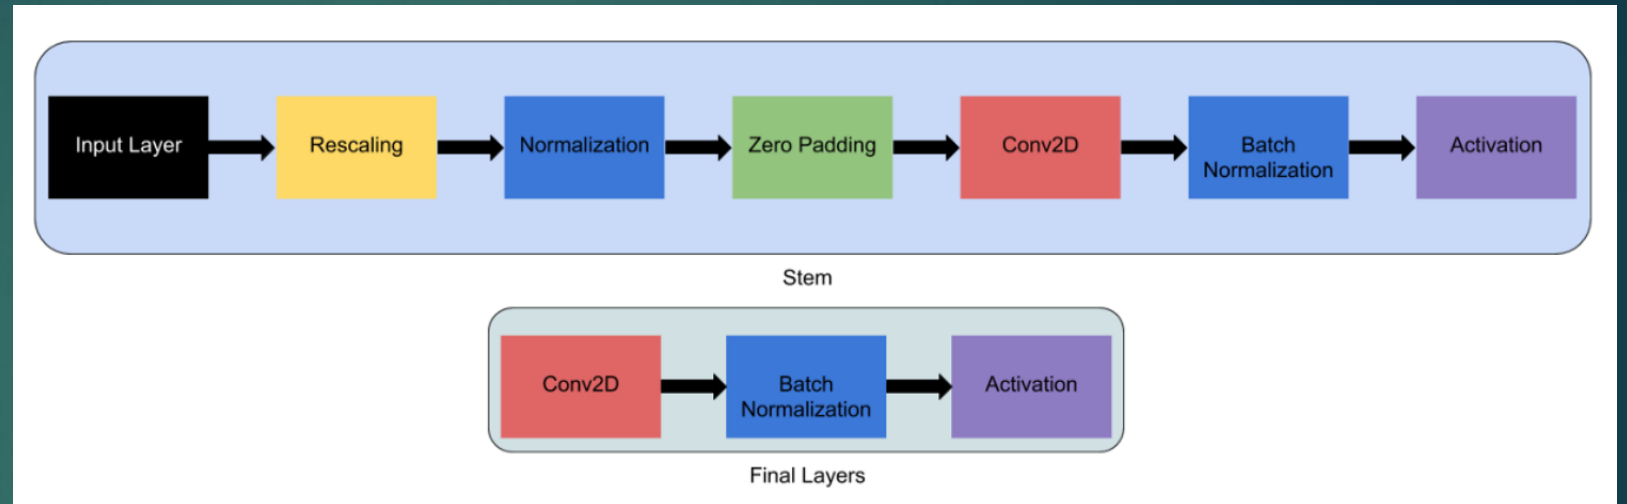 Input Layer
Rescaling
Normalization
Zero Padding
Conv2D
Batch
Normalization
Activation
Stem
Conv2D
Batch
Normalization
Activation
Final Layers